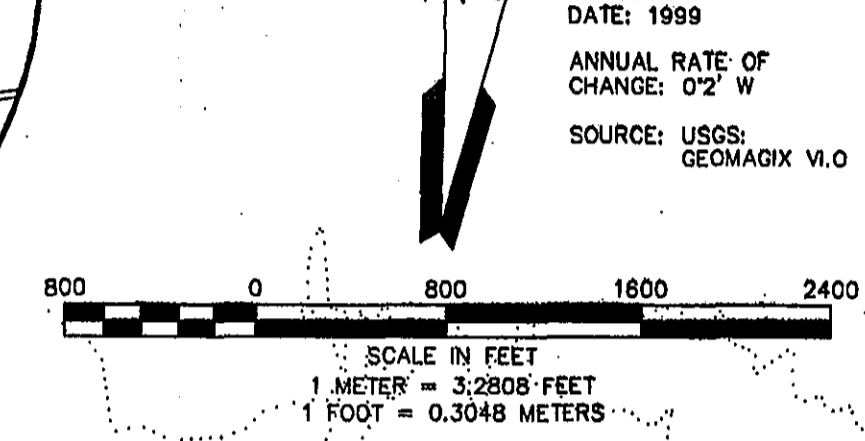 DATE: 1999
ANNUAL RATE OF
CHANGE: 0°2' W
SOURCE: USGS:
GEOMAGIX V1.0
800 0 800 1600 2400
SCALE IN FEET
1 METER = 3.2808 FEET
1 FOOT = 0.3048 METERS